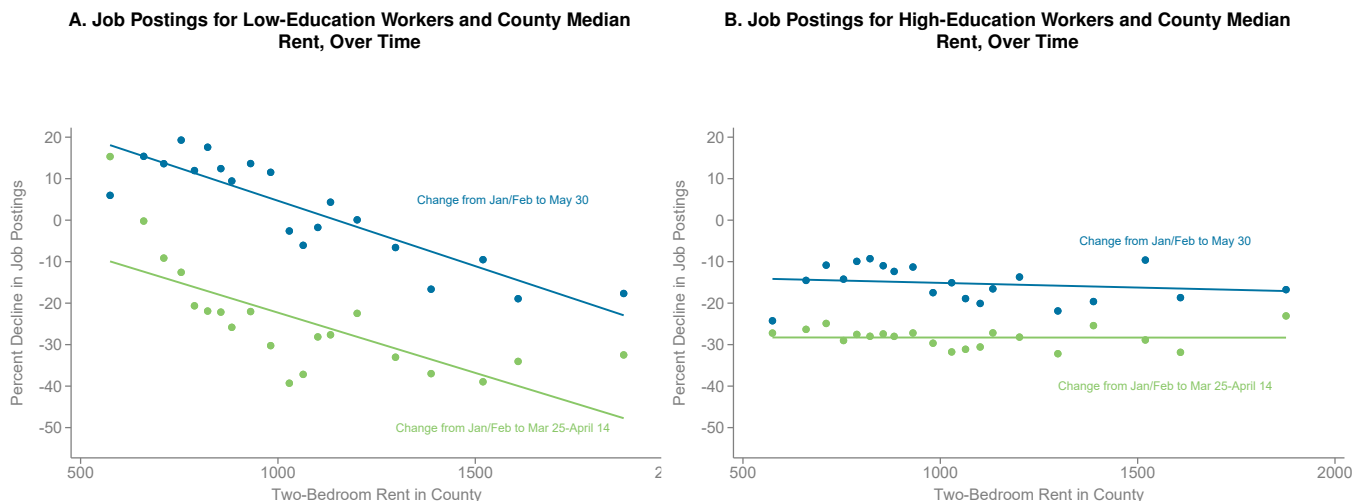 A. Job Postings for Low-Education Workers and County Median
Rent, Over Time
Percent Decline in Job Postings
20
10
0
-10
-20
-30
-40
-50
Change from Jan/Feb to May 30
Change from Jan/Feb to Mar 25-April 14
500
1000
1500
2
Two-Bedroom Rent in County
B. Job Postings for High-Education Workers and County Median
Rent, Over Time
Percent Decline in Job Postings
20
10
0
-10
-20
-30
-40
-50
Change from Jan/Feb to May 30
Change from Jan/Feb to Mar 25-April 14
500
1000
1500
2000
Two-Bedroom Rent in County